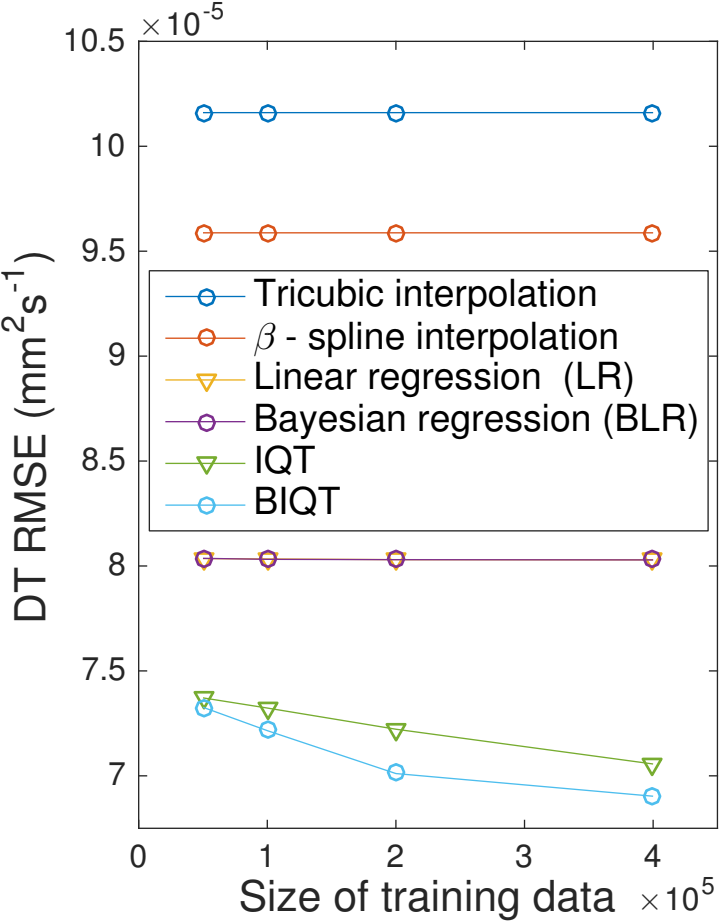 ×10⁻⁵
10.5
10
9.5
9
8.5
8
7.5
7
DT RMSE (mm²s⁻¹)
Tricubic interpolation
β - spline interpolation
Linear regression (LR)
Bayesian regression (BLR)
IQT
BIQT
0 1 2 3 4
Size of training data ×10⁵